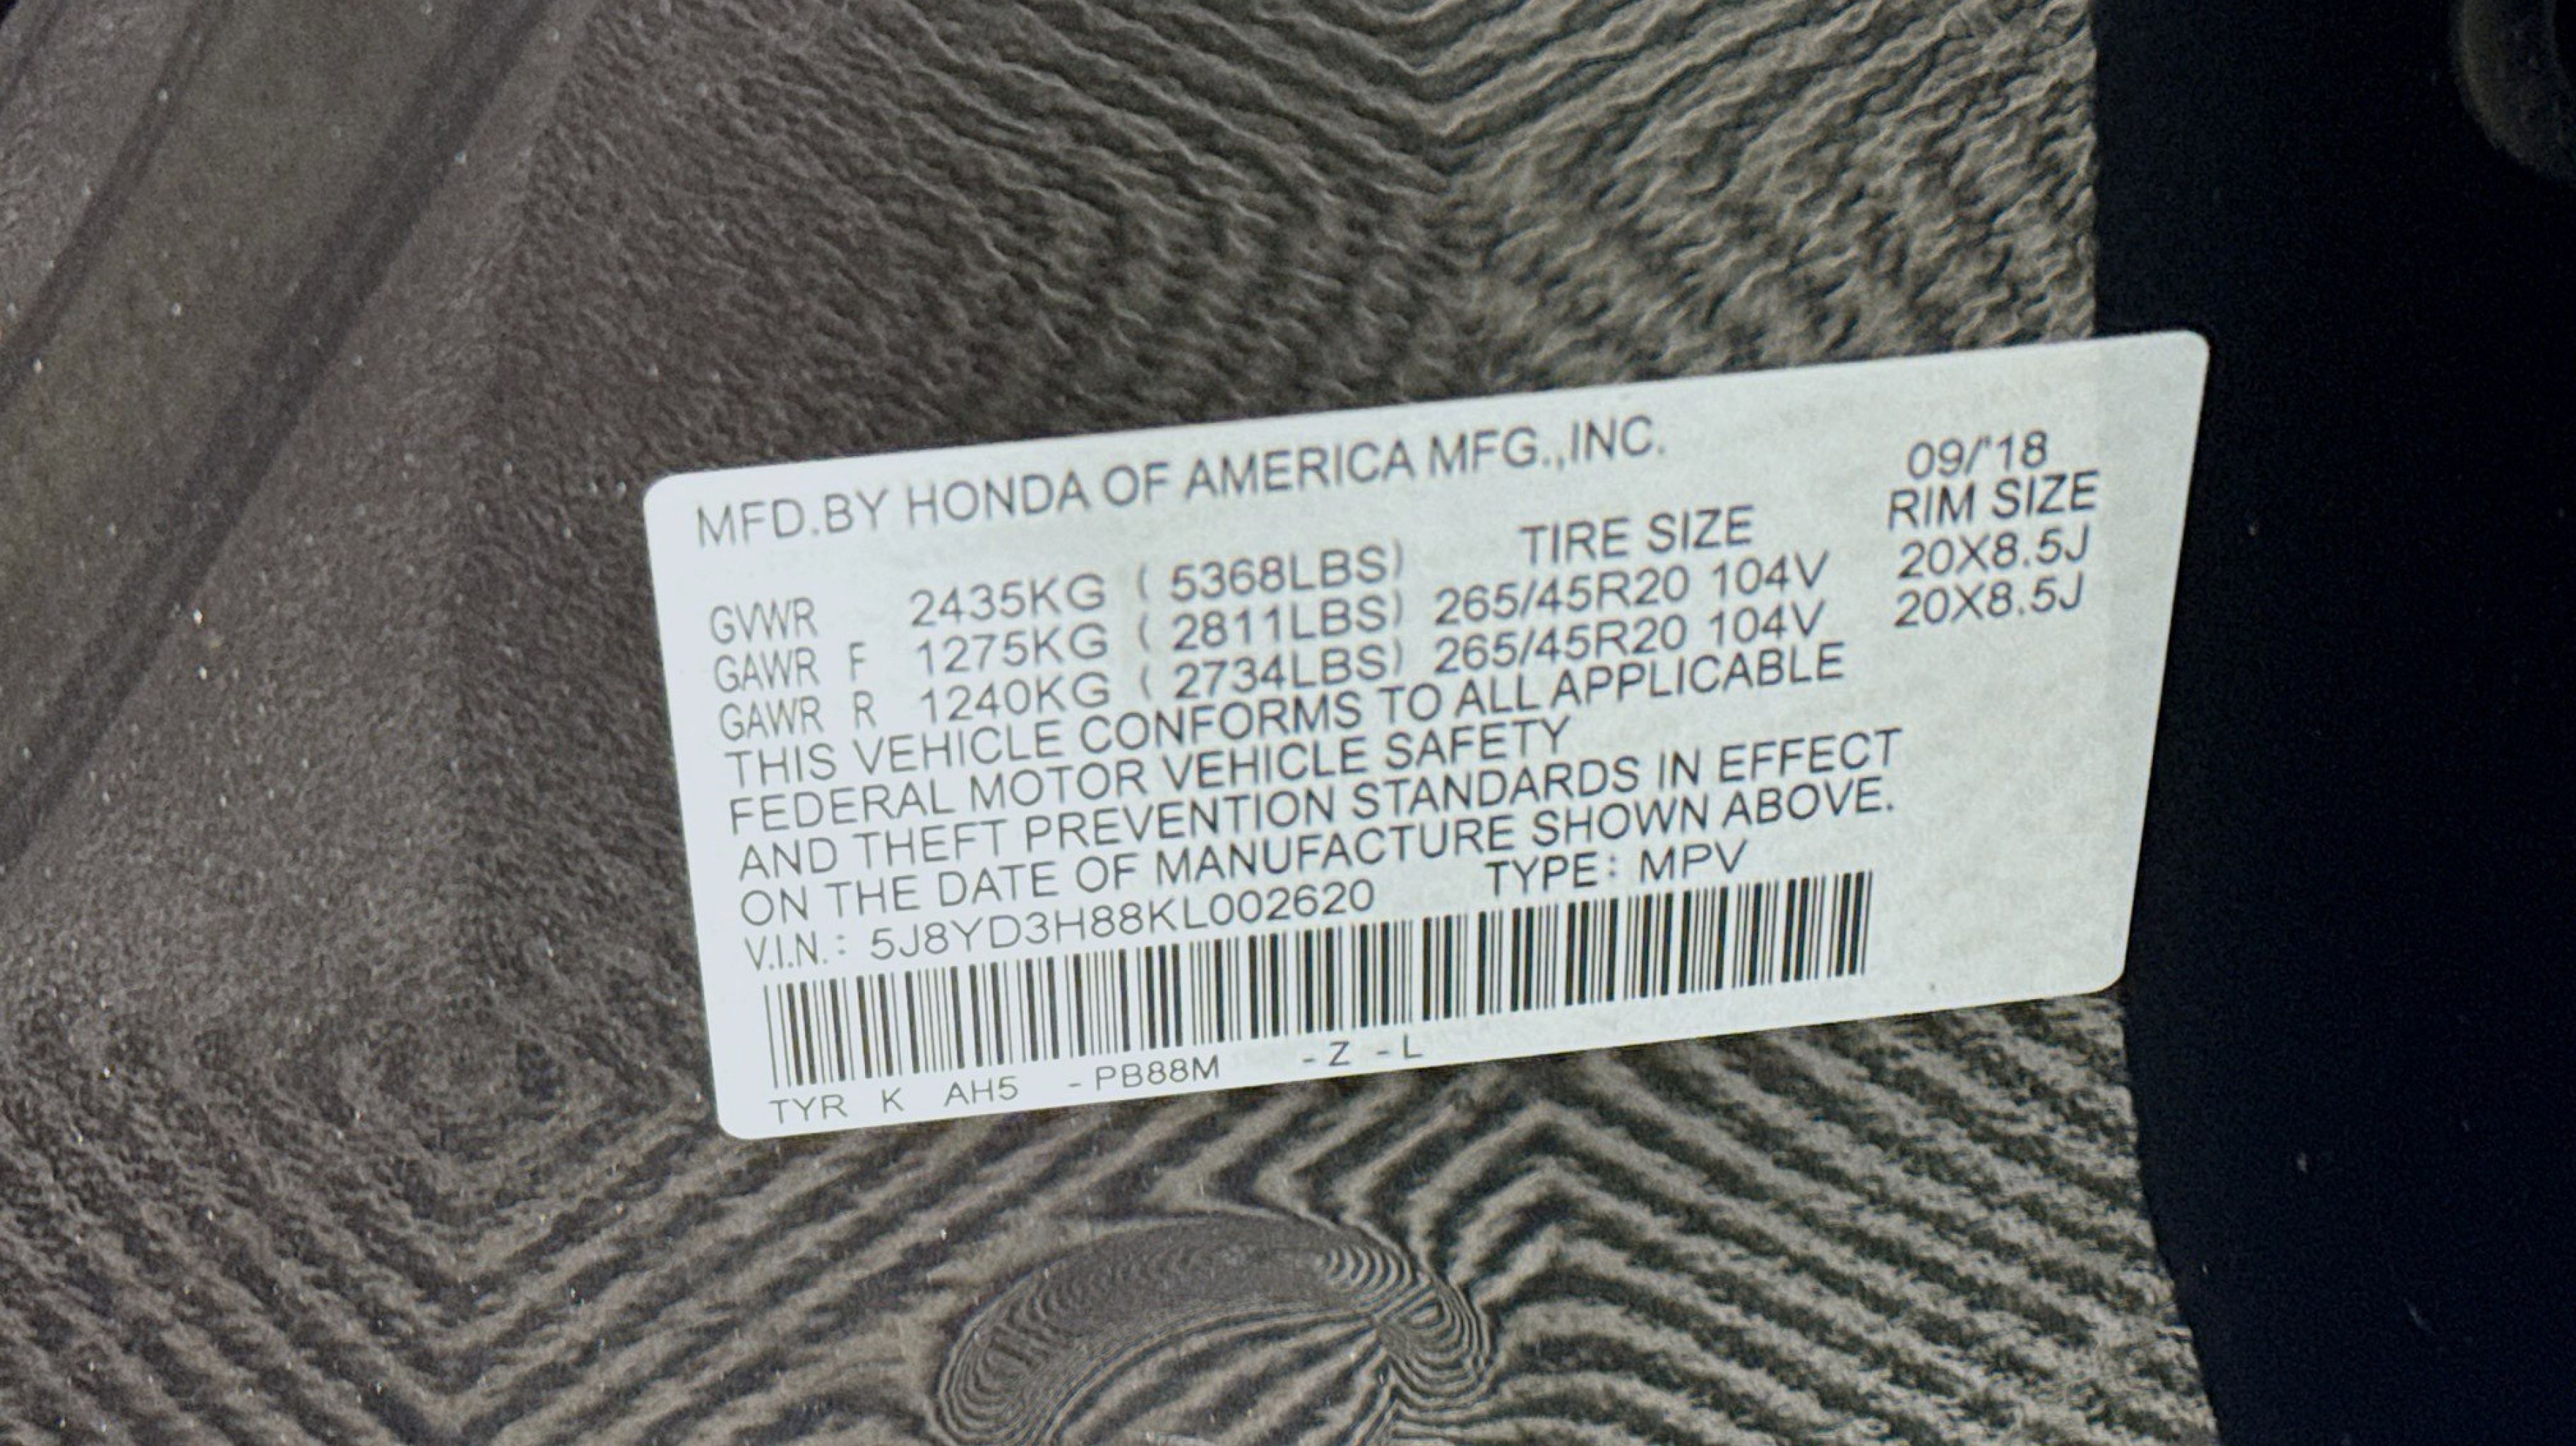 MFD.BY HONDA OF AMERICA MFG.,INC. 09/'18
TIRE SIZE RIM SIZE
GVWR 2435KG ( 5368LBS)
GAWR F 1275KG ( 2811LBS) 265/45R20 104V 20X8.5J
GAWR R 1240KG ( 2734LBS) 265/45R20 104V 20X8.5J
THIS VEHICLE CONFORMS TO ALL APPLICABLE
FEDERAL MOTOR VEHICLE SAFETY
AND THEFT PREVENTION STANDARDS IN EFFECT
ON THE DATE OF MANUFACTURE SHOWN ABOVE.
V.I.N.: 5J8YD3H88KL002620 TYPE: MPV
TYR K AH5 -PB88M -Z -L